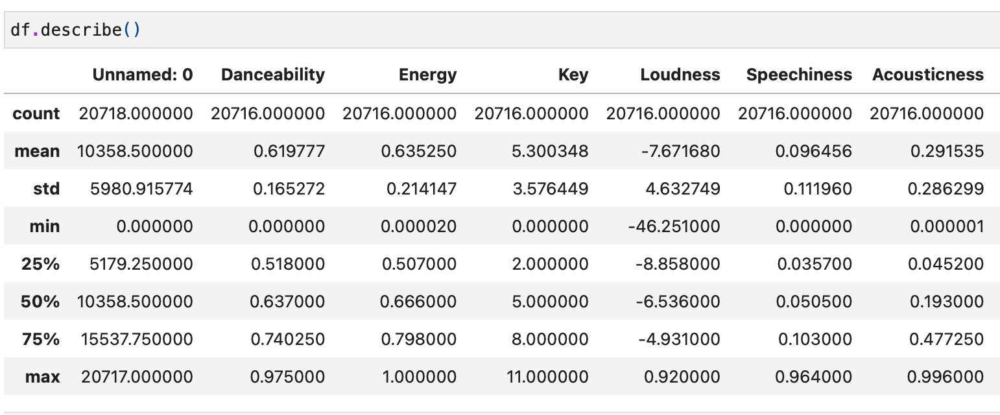 df.describe()
Unnamed: 0 Danceability Energy Key Loudness Speechiness Acousticness
count 20718.000000 20716.000000 20716.000000 20716.000000 20716.000000 20716.000000 20716.000000
mean 10358.500000 0.619777 0.635250 5.300348 -7.671680 0.096456 0.291535
std 5980.915774 0.165272 0.214147 3.576449 4.632749 0.111960 0.286299
min 0.000000 0.000000 0.000020 0.000000 -46.251000 0.000000 0.000001
25% 5179.250000 0.518000 0.507000 2.000000 -8.858000 0.035700 0.045200
50% 10358.500000 0.637000 0.666000 5.000000 -6.536000 0.050500 0.193000
75% 15537.750000 0.740250 0.798000 8.000000 -4.931000 0.103000 0.477250
max 20717.000000 0.975000 1.000000 11.000000 0.920000 0.964000 0.996000